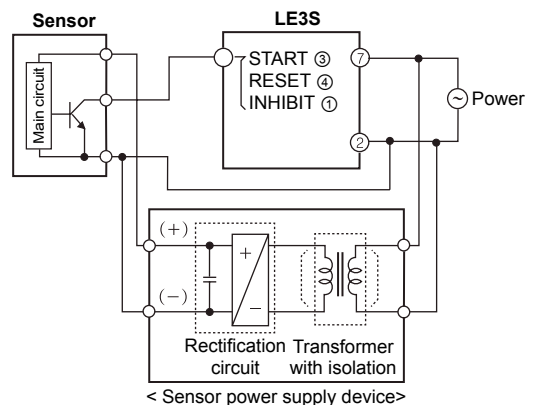 Sensor
LE3S
Main circuit
START ③
RESET ④
INHIBIT ①
⑦
②
~
Power
(+)
(−)
+
−
Rectification
circuit
Transformer
with isolation
< Sensor power supply device>